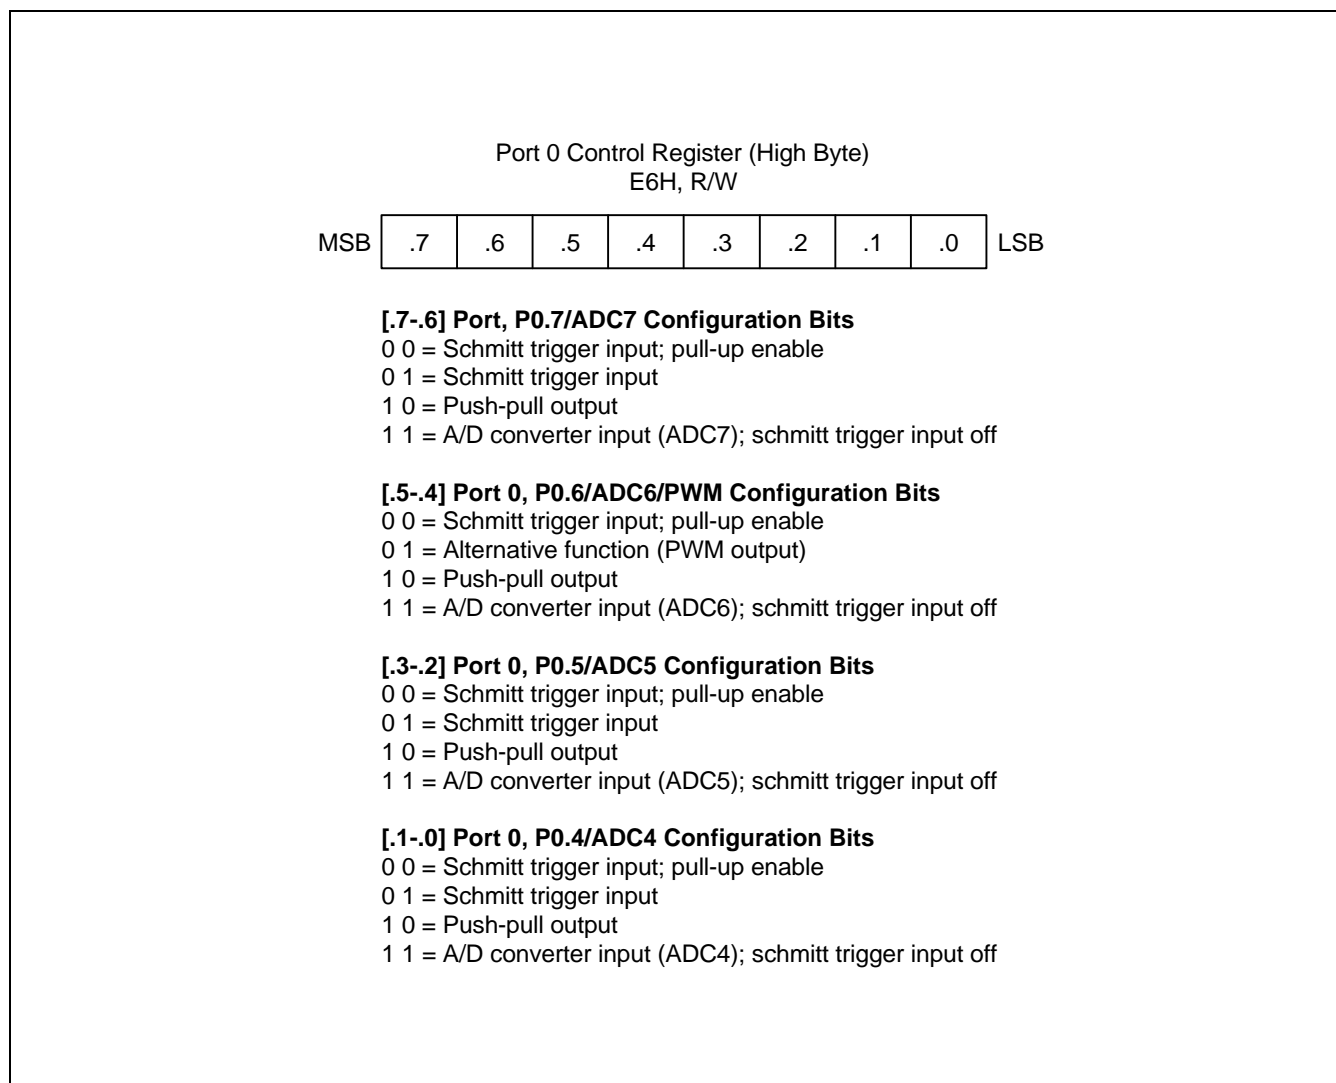 Port 0 Control Register (High Byte)
E6H, R/W
MSB .7 .6 .5 .4 .3 .2 .1 .0 LSB
[.7-.6] Port, P0.7/ADC7 Configuration Bits
0 0 = Schmitt trigger input; pull-up enable
0 1 = Schmitt trigger input
1 0 = Push-pull output
1 1 = A/D converter input (ADC7); schmitt trigger input off
[.5-.4] Port 0, P0.6/ADC6/PWM Configuration Bits
0 0 = Schmitt trigger input; pull-up enable
0 1 = Alternative function (PWM output)
1 0 = Push-pull output
1 1 = A/D converter input (ADC6); schmitt trigger input off
[.3-.2] Port 0, P0.5/ADC5 Configuration Bits
0 0 = Schmitt trigger input; pull-up enable
0 1 = Schmitt trigger input
1 0 = Push-pull output
1 1 = A/D converter input (ADC5); schmitt trigger input off
[.1-.0] Port 0, P0.4/ADC4 Configuration Bits
0 0 = Schmitt trigger input; pull-up enable
0 1 = Schmitt trigger input
1 0 = Push-pull output
1 1 = A/D converter input (ADC4); schmitt trigger input off